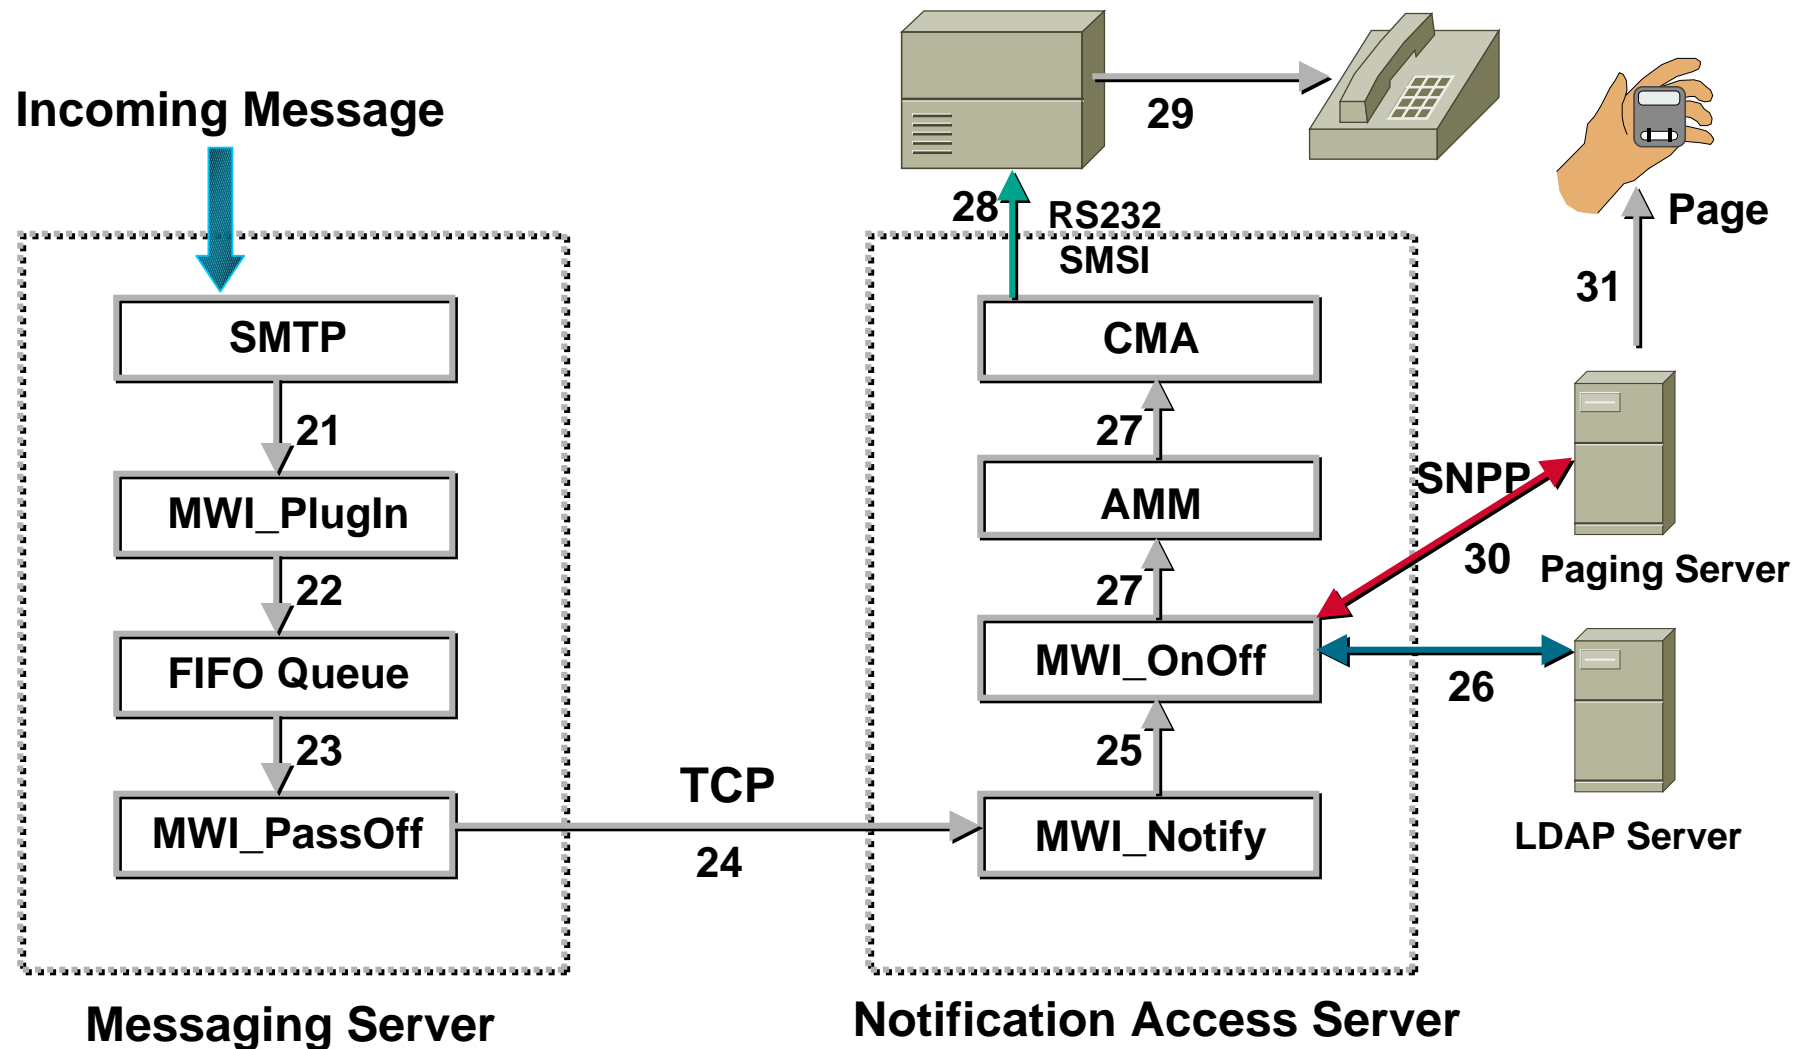 Incoming Message
SMTP
21
MWI_PlugIn
22
FIFO Queue
23
MWI_PassOff
Messaging Server
TCP
24
29
28
RS232
SMSI
CMA
27
AMM
27
MWI_OnOff
25
MWI_Notify
Notification Access Server
Page
31
SNPP
30
Paging Server
26
LDAP Server